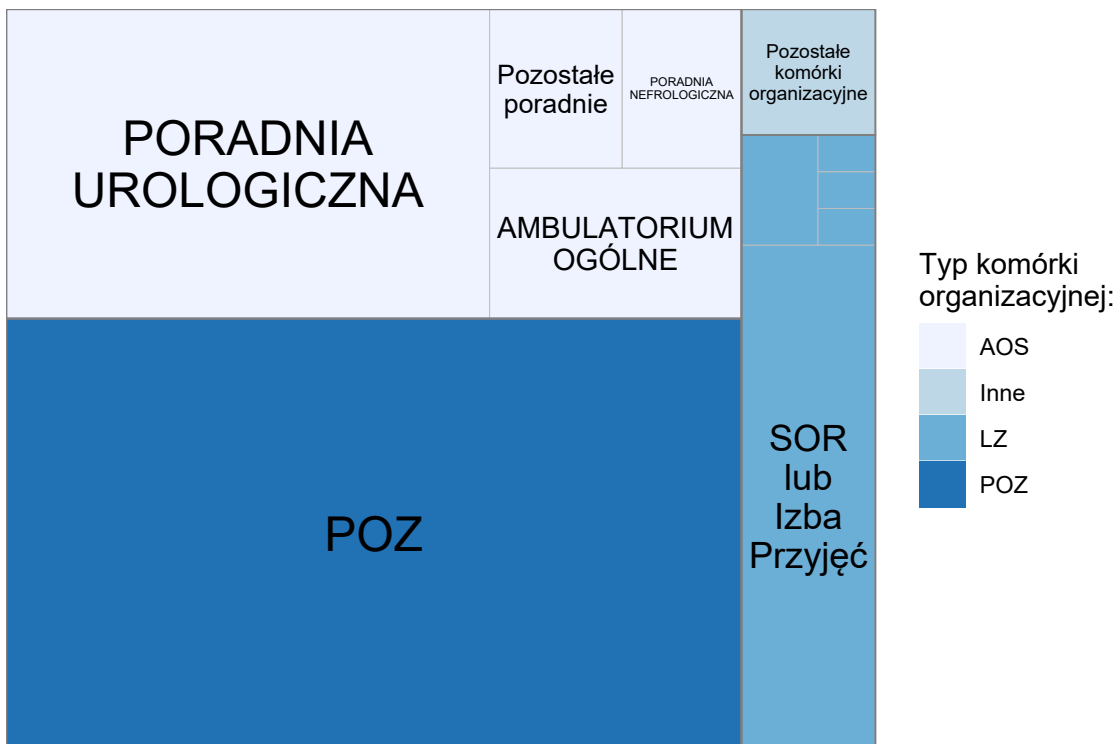 PORADNIA
UROLOGICZNA
Pozostałe
poradnie
PORADNIA
NEFROLOGICZNA
AMBULATORIUM
OGÓLNE
POZ
Pozostałe
komórki
organizacyjne
SOR
lub
Izba
Przyjęć
Typ komórki
organizacyjnej:
AOS
Inne
LZ
POZ